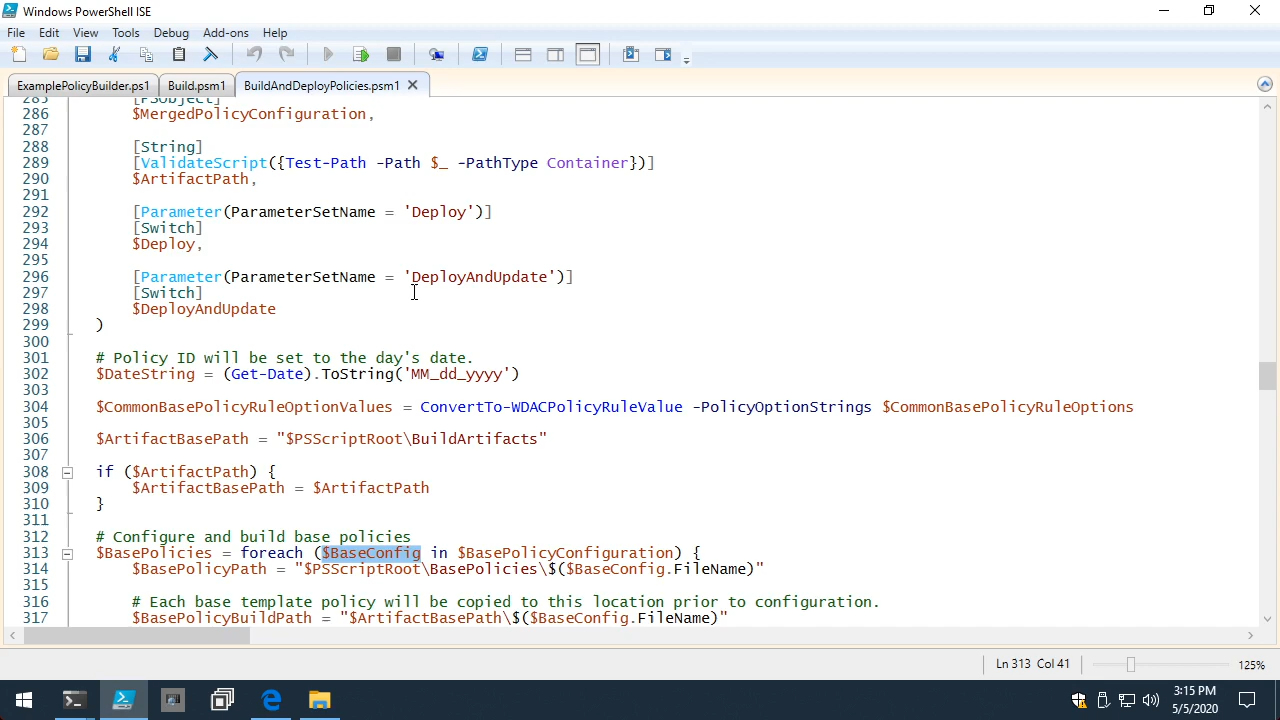 Windows PowerShell ISE
File Edit View Tools Debug Add-ons Help
ExamplePolicyBuilder.ps1 Build.psm1 BuildAndDeployPolicies.psm1
285 [PSObject]
286 $MergedPolicyConfiguration,
287
288 [String]
289 [ValidateScript({Test-Path -Path $_ -PathType Container})]
290 $ArtifactPath,
291
292 [Parameter(ParameterSetName = 'Deploy')]
293 [Switch]
294 $Deploy,
295
296 [Parameter(ParameterSetName = 'DeployAndUpdate')]
297 [Switch]
298 $DeployAndUpdate
299 )
300
301 # Policy ID will be set to the day's date.
302 $DateString = (Get-Date).ToString('MM_dd_yyyy')
303
304 $CommonBasePolicyRuleOptionValues = ConvertTo-WDACPolicyRuleValue -PolicyOptionStrings $CommonBasePolicyRuleOptions
305
306 $ArtifactBasePath = "$PSScriptRoot\BuildArtifacts"
307
308 if ($ArtifactPath) {
309 $ArtifactBasePath = $ArtifactPath
310 }
311
312 # Configure and build base policies
313 $BasePolicies = foreach ($BaseConfig in $BasePolicyConfiguration) {
314 $BasePolicyPath = "$PSScriptRoot\BasePolicies\$($BaseConfig.FileName)"
315
316 # Each base template policy will be copied to this location prior to configuration.
317 $BasePolicyBuildPath = "$ArtifactBasePath\$($BaseConfig.FileName)"
Ln 313 Col 41 125%
3:15 PM
5/5/2020